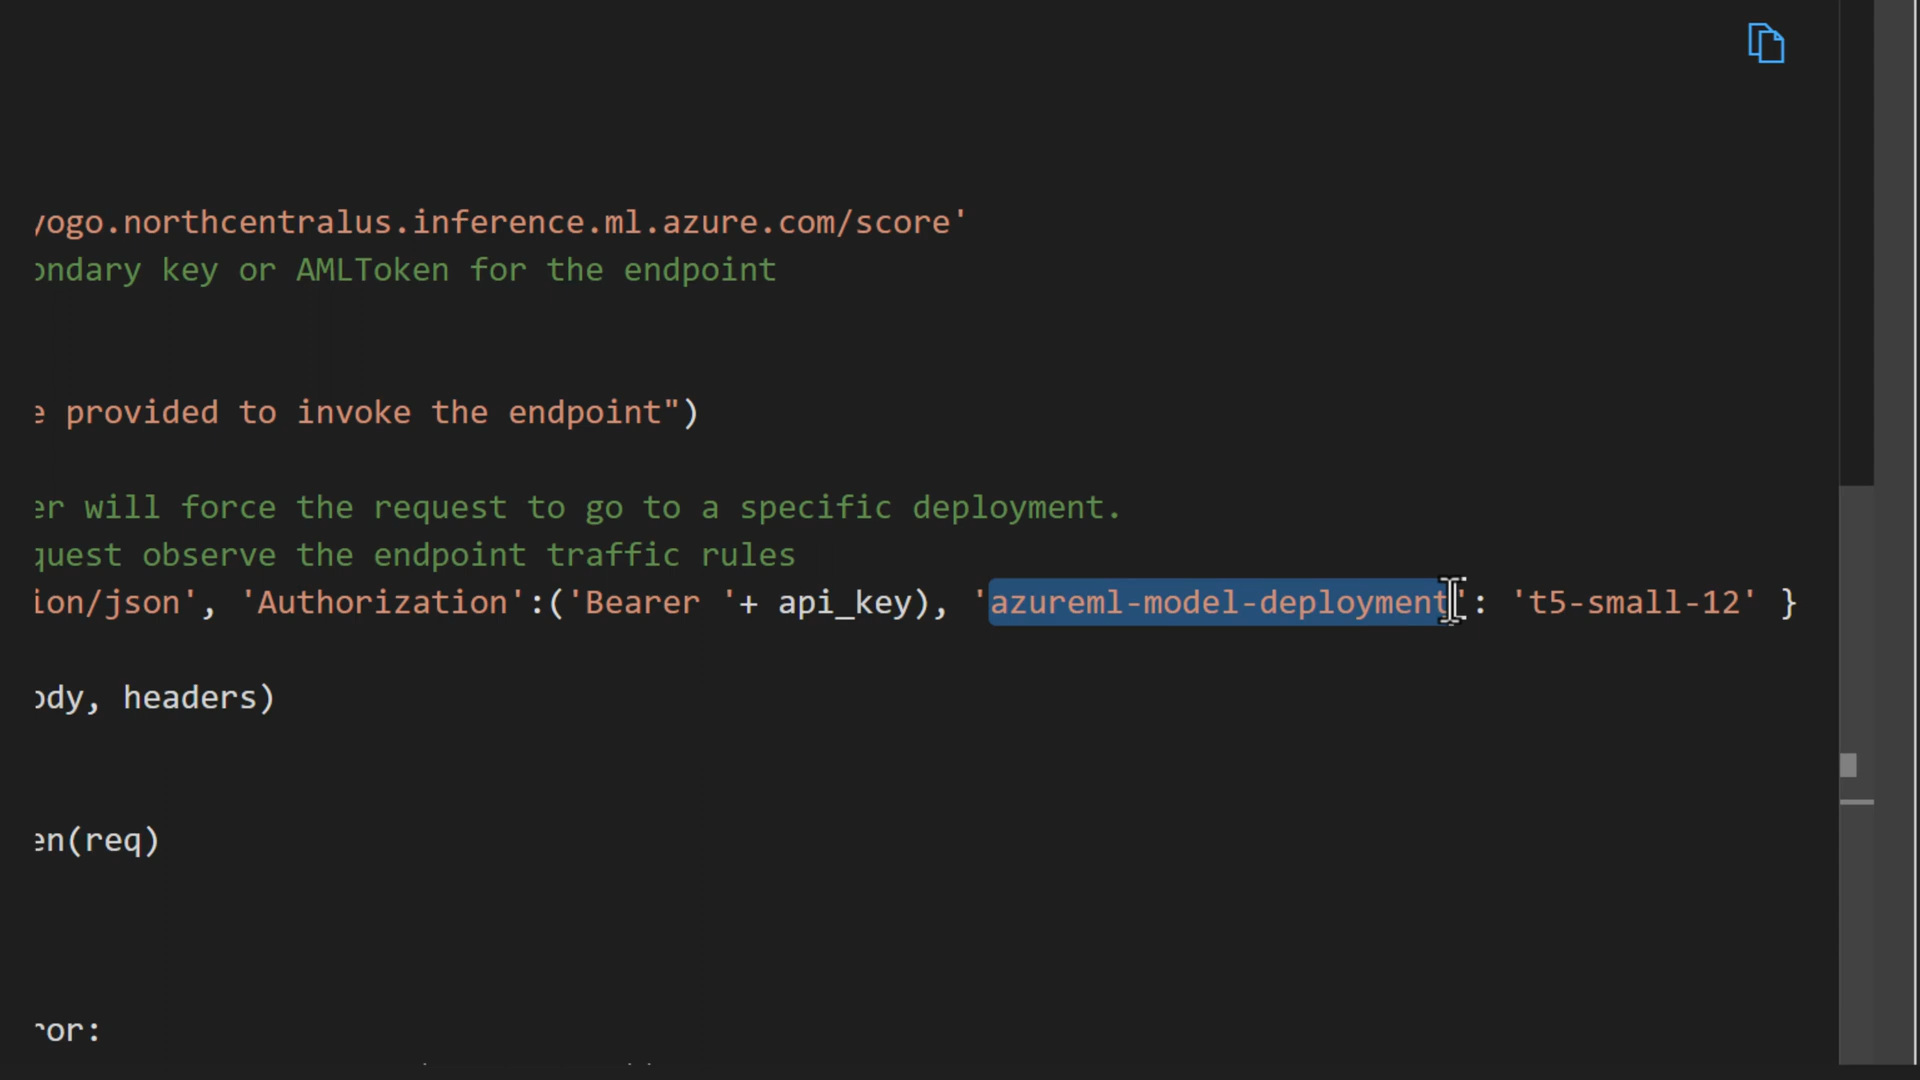 yogo.northcentralus.inference.ml.azure.com/score'
ondary key or AMLToken for the endpoint
e provided to invoke the endpoint")
er will force the request to go to a specific deployment.
quest observe the endpoint traffic rules
ion/json', 'Authorization':('Bearer '+ api_key), 'azureml-model-deployment': 't5-small-12' }
ody, headers)
en(req)
ror: